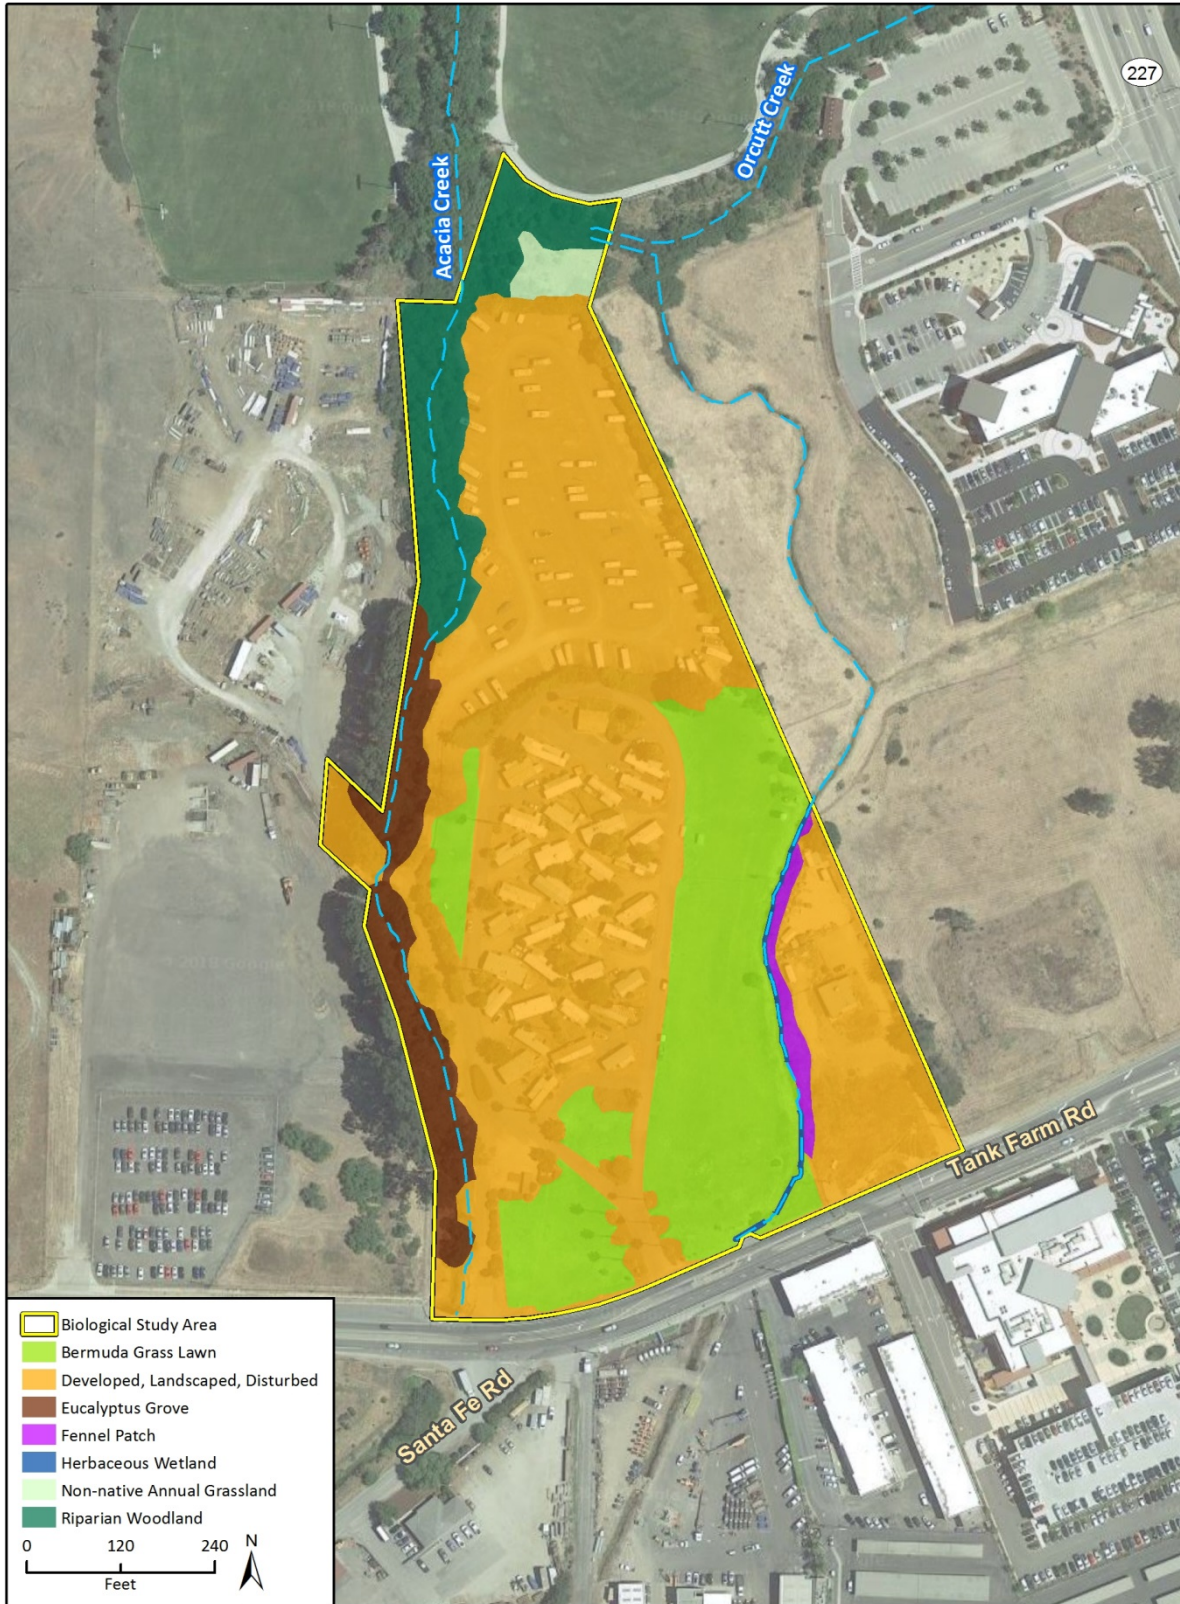 227
Orcutt Creek
Acacia Creek
Tank Farm Rd
Santa Fe Rd
Biological Study Area
Bermuda Grass Lawn
Developed, Landscaped, Disturbed
Eucalyptus Grove
Fennel Patch
Herbaceous Wetland
Non-native Annual Grassland
Riparian Woodland
0 120 240 N
Feet